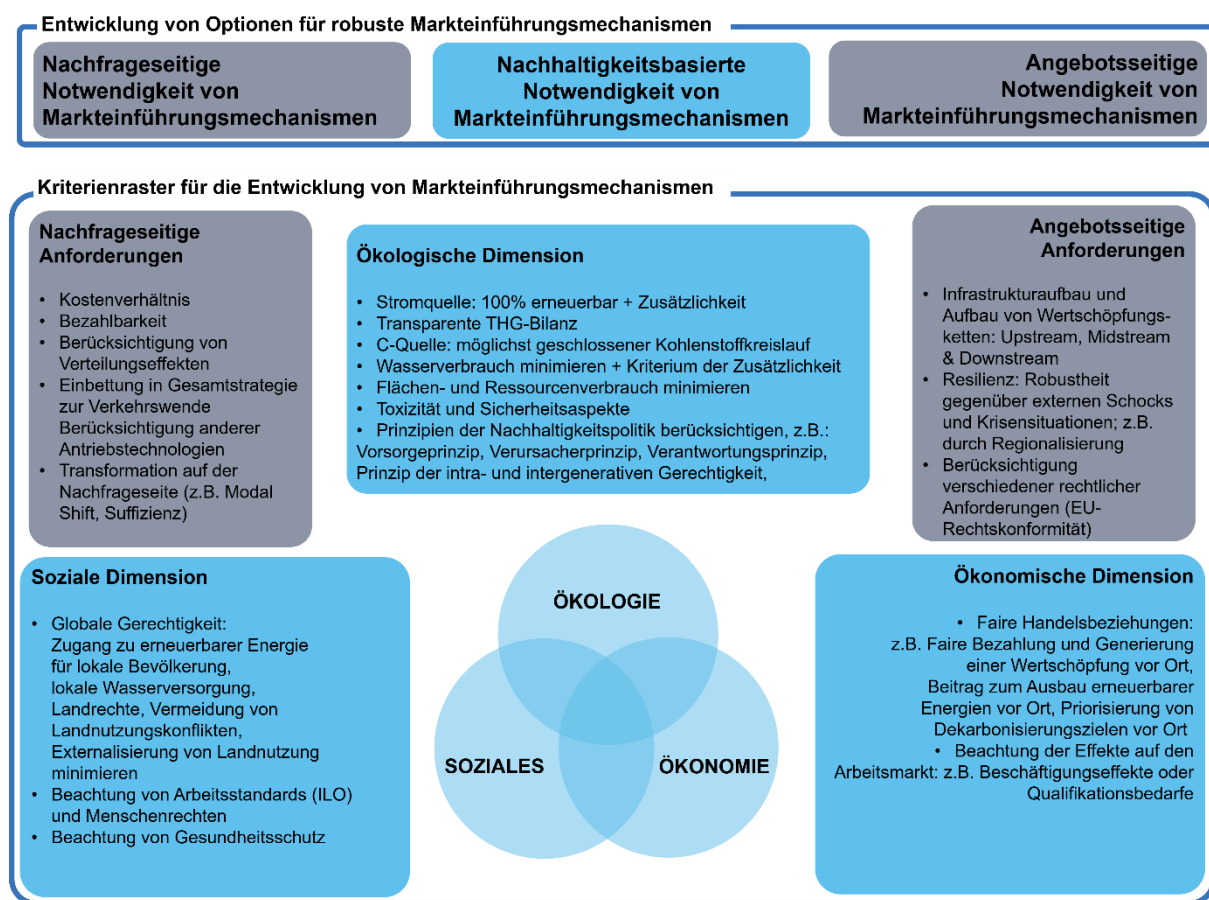 Entwicklung von Optionen für robuste Markteinführungsmechanismen
Nachfrageseitige
Notwendigkeit von
Markteinführungsmechanismen
Nachhaltigkeitsbasierte
Notwendigkeit von
Markteinführungsmechanismen
Angebotsseitige
Notwendigkeit von
Markteinführungsmechanismen
Kriterienraster für die Entwicklung von Markteinführungsmechanismen
Nachfrageseitige
Anforderungen
• Kostenverhältnis
• Bezahlbarkeit
• Berücksichtigung von
Verteilungseffekten
• Einbettung in Gesamtstrategie
zur Verkehrswende
Berücksichtigung anderer
Antriebstechnologien
• Transformation auf der
Nachfrageseite (z.B. Modal
Shift, Suffizienz)
Ökologische Dimension
• Stromquelle: 100% erneuerbar + Zusätzlichkeit
• Transparente THG-Bilanz
• C-Quelle: möglichst geschlossener Kohlenstoffkreislauf
• Wasserverbrauch minimieren + Kriterium der Zusätzlichkeit
• Flächen- und Ressourcenverbrauch minimieren
• Toxizität und Sicherheitsaspekte
• Prinzipien der Nachhaltigkeitspolitik berücksichtigen, z.B.:
Vorsorgeprinzip, Verursacherprinzip, Verantwortungsprinzip,
Prinzip der intra- und intergenerativen Gerechtigkeit,
Angebotsseitige
Anforderungen
• Infrastrukturaufbau und
Aufbau von Wertschöpfungs-
ketten: Upstream, Midstream
& Downstream
• Resilienz: Robustheit
gegenüber externen Schocks
und Krisensituationen; z.B.
durch Regionalisierung
• Berücksichtigung
verschiedener rechtlicher
Anforderungen (EU-
Rechtskonformität)
Soziale Dimension
• Globale Gerechtigkeit:
Zugang zu erneuerbarer Energie
für lokale Bevölkerung,
lokale Wasserversorgung,
Landrechte, Vermeidung von
Landnutzungskonflikten,
Externalisierung von Landnutzung
minimieren
• Beachtung von Arbeitsstandards (ILO)
und Menschenrechten
• Beachtung von Gesundheitsschutz
ÖKOLOGIE
SOZIALES
ÖKONOMIE
Ökonomische Dimension
• Faire Handelsbeziehungen:
z.B. Faire Bezahlung und Generierung
einer Wertschöpfung vor Ort,
Beitrag zum Ausbau erneuerbarer
Energien vor Ort, Priorisierung von
Dekarbonisierungszielen vor Ort
• Beachtung der Effekte auf den
Arbeitsmarkt: z.B. Beschäftigungseffekte oder
Qualifikationsbedarfe